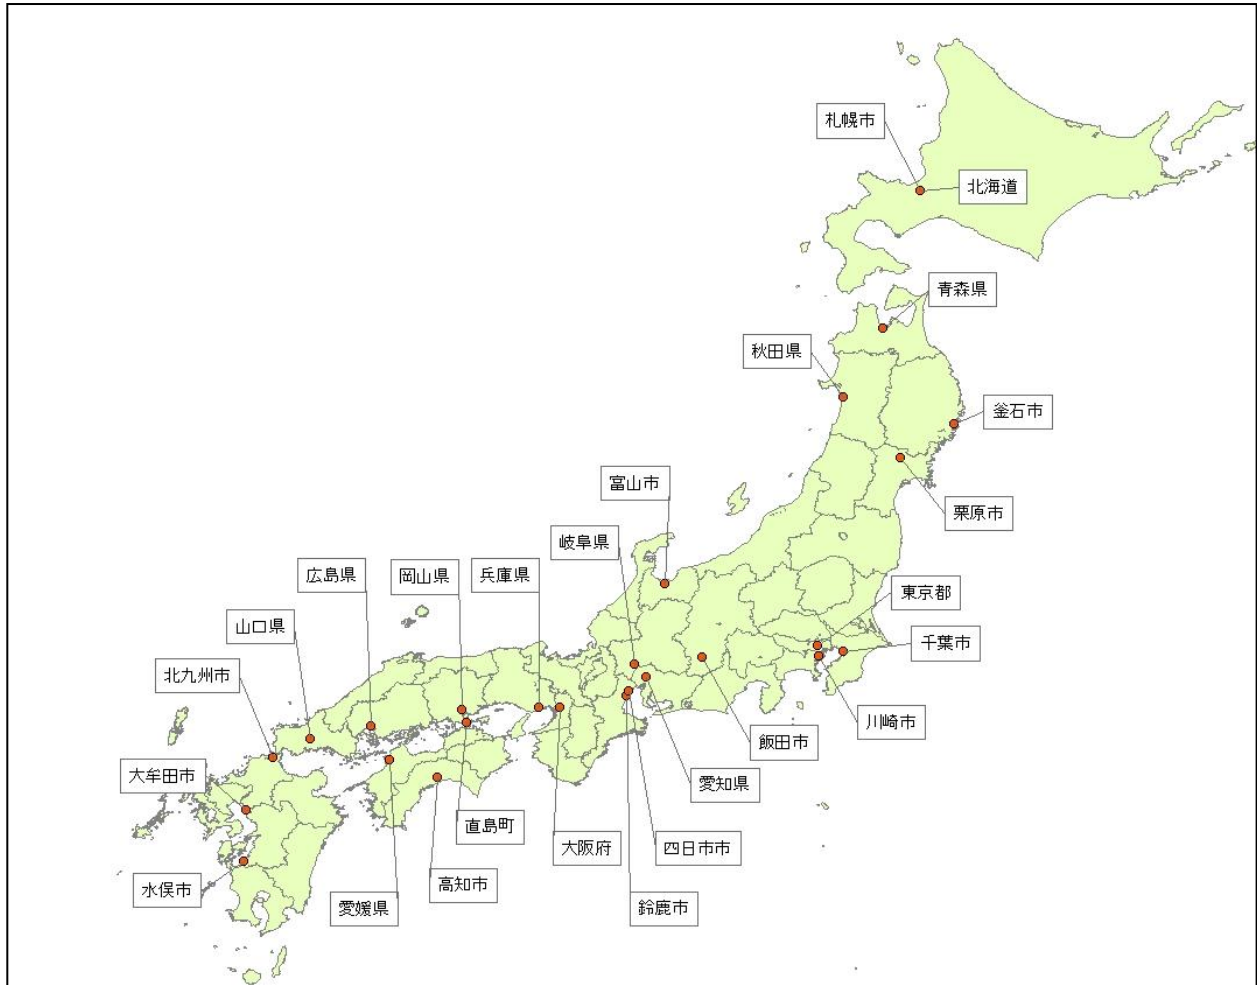 札幌市
北海道
青森県
秋田県
釜石市
富山市
栗原市
岐阜県
広島県
岡山県
兵庫県
東京都
山口県
千葉市
北九州市
川崎市
飯田市
大牟田市
愛知県
直島町
大阪府
四日市市
水俣市
高知市
愛媛県
鈴鹿市